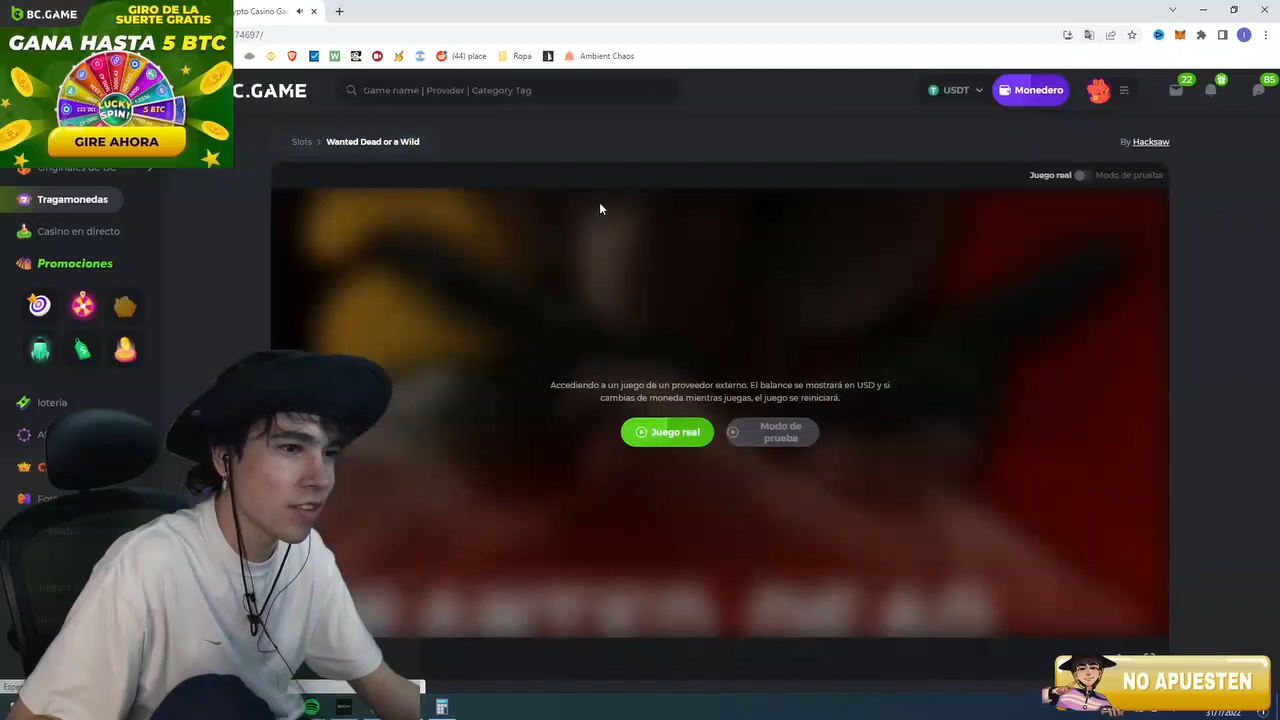 BC.GAME
GIRO DE LA
SUERTE GRATIS
GANA HASTA 5 BTC
LUCKY
SPIN!
5 BTC
GIRE AHORA
74697/
(44) place
Ropa
Ambient Chaos
C.GAME
Game name | Provider | Category Tag
USDT
Monedero
22
85
Slots > Wanted Dead or a Wild
By Hacksaw
Juego real
Modo de prueba
Tragamonedas
Casino en directo
Promociones
lotería
Accediendo a un juego de un proveedor externo. El balance se mostrará en USD y si
cambias de moneda mientras juegas, el juego se reiniciará.
Juego real
Modo de
prueba
NO APUESTEN
31/7/2022